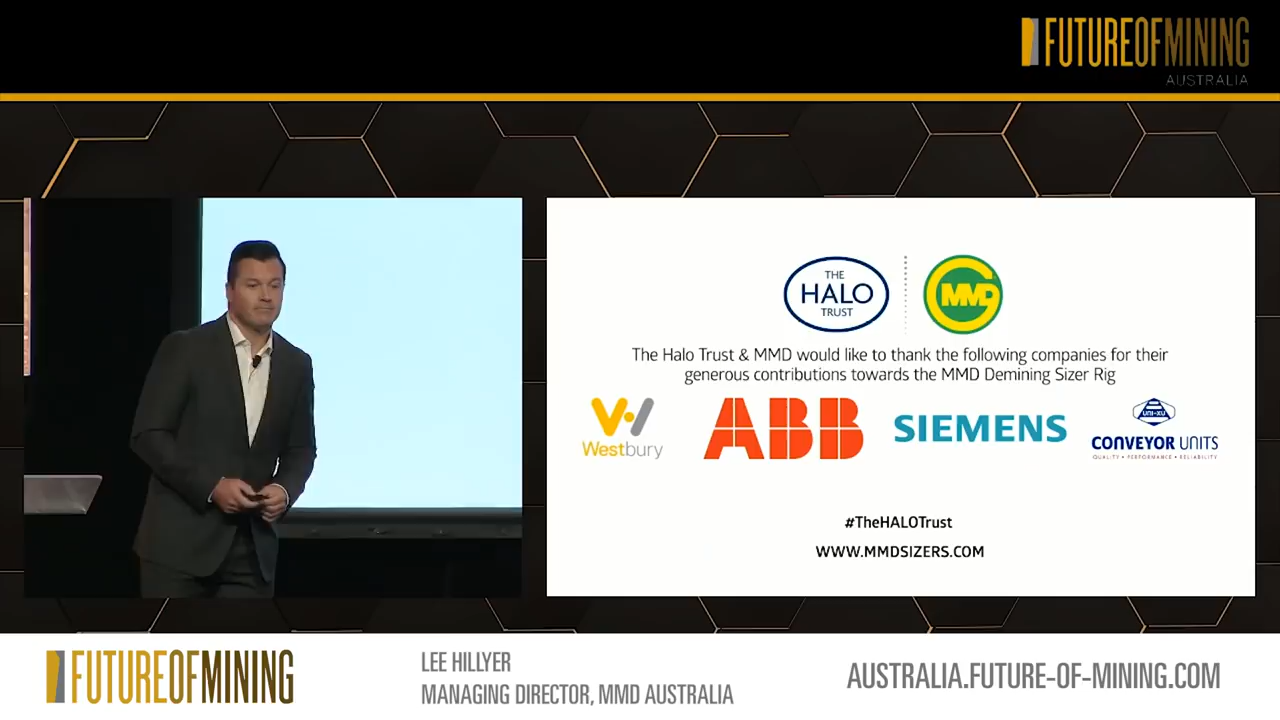 FUTUREOFMINING
AUSTRALIA
THE
HALO
TRUST
MMD
The Halo Trust & MMD would like to thank the following companies for their
generous contributions towards the MMD Demining Sizer Rig
Westbury
ABB
SIEMENS
UNI-XU
CONVEYOR UNITS
QUALITY • PERFORMANCE • RELIABILITY
#TheHALOTrust
WWW.MMDSIZERS.COM
FUTUREOFMINING
LEE HILLYER
MANAGING DIRECTOR, MMD AUSTRALIA
AUSTRALIA.FUTURE-OF-MINING.COM